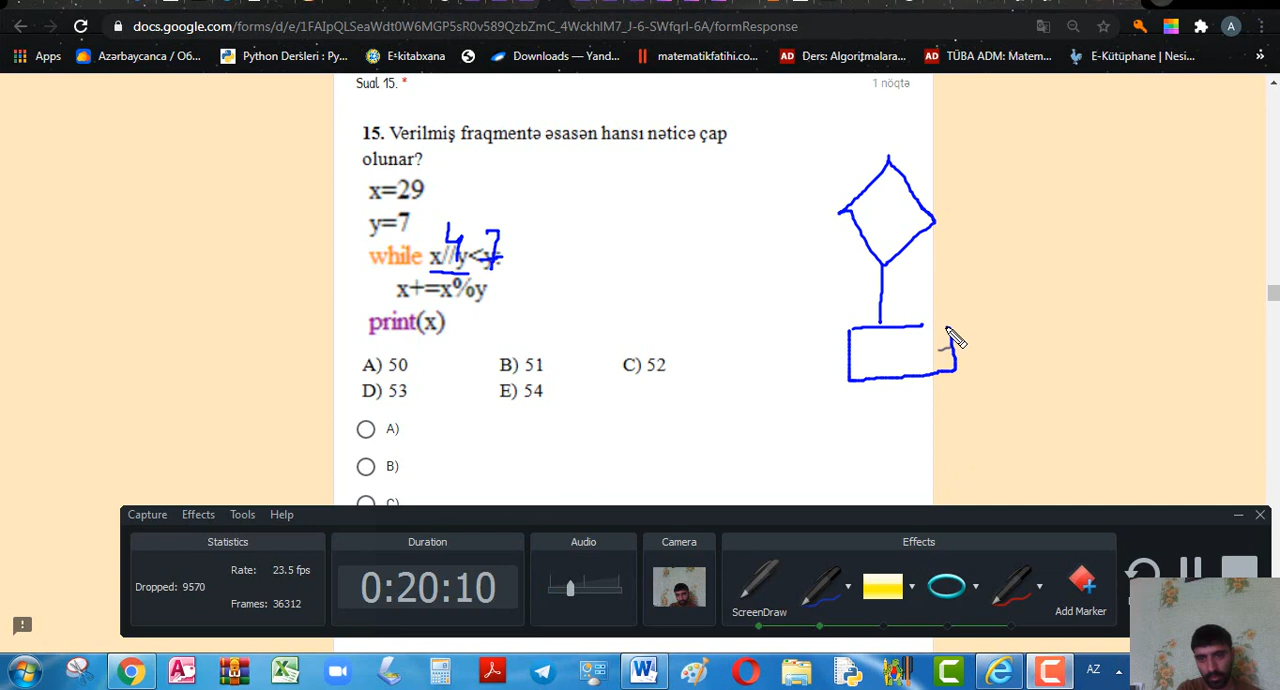 docs.google.com/forms/d/e/1FAIpQLSeaWdt0W6MGP5sR0v589QzbZmC_4WckhlM7_J-6-SWfqrl-6A/formResponse
A
Apps Azərbaycanca / Об... Python Dersleri: Py... E-kitabxana Downloads — Yand... matematikfatihi.co... AD Ders: Algoritmalara... AD TÜBA ADM: Matem... E-Kütüphane | Nesi... »
Sual 15. * 1 nöqtə
15. Verilmiş fraqmentə əsasən hansı nəticə çap
olunar?
x=29
y=7
4 7
while x//y<y:
x+=x%y
print(x)
A) 50 B) 51 C) 52
D) 53 E) 54
A)
B)
C)
Capture Effects Tools Help
Statistics Duration Audio Camera Effects
Dropped: 9570 Rate: 23.5 fps
Frames: 36312
0:20:10
ScreenDraw Add Marker
AZ